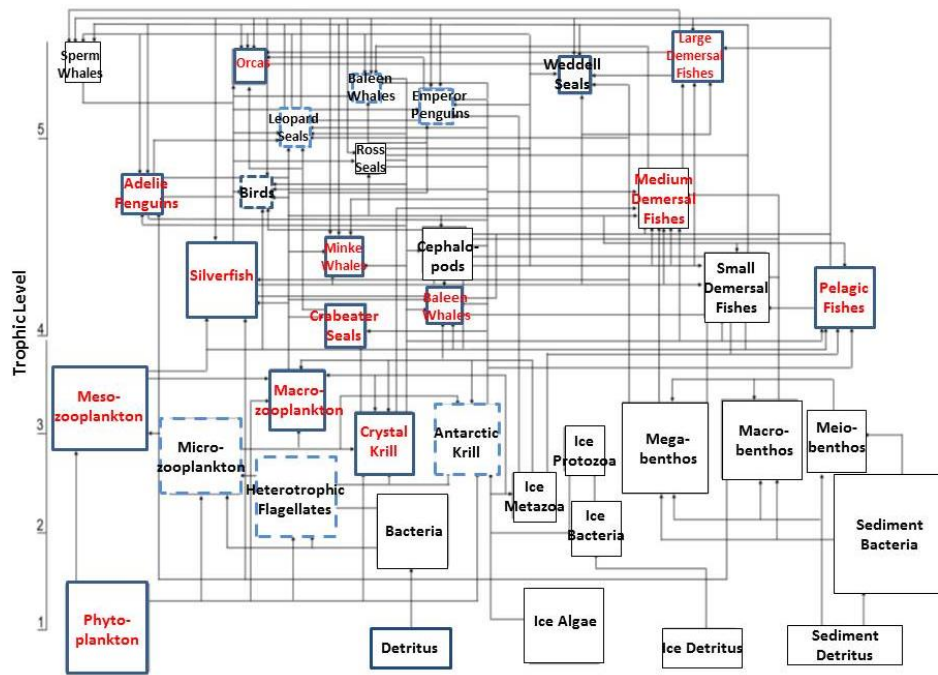 Sperm
Whales
Orcas
Baleen
Whales
Emperor
Penguins
Weddell
Seals
Large
Demersal
Fishes
Leopard
Seals
Ross
Seals
5
Adelie
Penguins
Birds
Medium
Demersal
Fishes
Minke
Whales
Cephalo-
pods
Silverfish
Small
Demersal
Fishes
Pelagic
Fishes
Baleen
Whales
Crabeater
Seals
4
Trophic Level
Meso-
zooplankton
Macro-
zooplankton
Crystal
Krill
Antarctic
Krill
Mega-
benthos
Macro-
benthos
Meio-
benthos
3
Micro-
zooplankton
Ice
Protozoa
Heterotrophic
Flagellates
Ice
Metazoa
Bacteria
Ice
Bacteria
Sediment
Bacteria
2
Phyto-
plankton
1
Detritus
Ice Algae
Ice Detritus
Sediment
Detritus